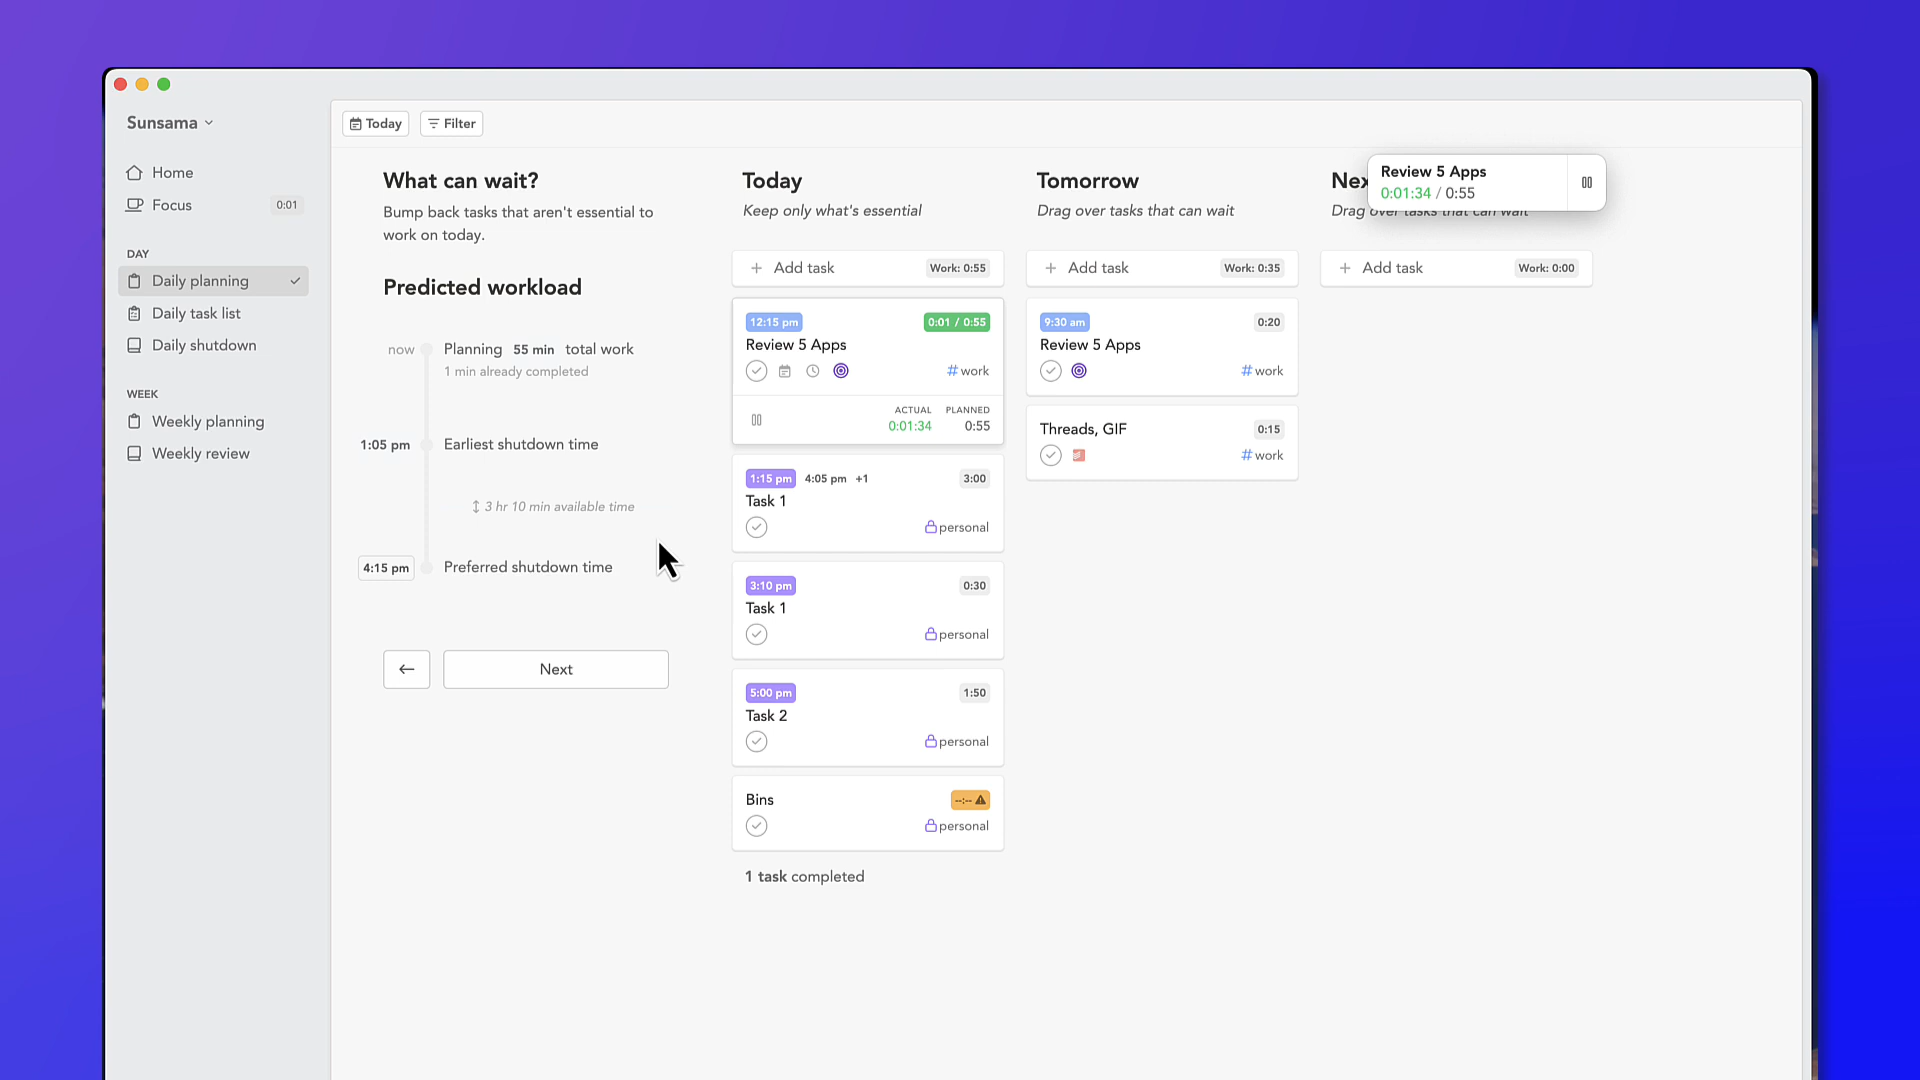 Sunsama
Home
Focus 0:01
DAY
Daily planning
Daily task list
Daily shutdown
WEEK
Weekly planning
Weekly review
Today Filter
What can wait?
Bump back tasks that aren't essential to
work on today.
Predicted workload
now Planning 55 min total work
1 min already completed
1:05 pm Earliest shutdown time
3 hr 10 min available time
4:15 pm Preferred shutdown time
Next
Today
Keep only what's essential
Add task Work: 0:55
12:15 pm 0:01 / 0:55
Review 5 Apps
#work
ACTUAL PLANNED
0:01:34 0:55
1:15 pm 4:05 pm +1 3:00
Task 1
personal
3:10 pm 0:30
Task 1
personal
5:00 pm 1:50
Task 2
personal
Bins --:--
personal
1 task completed
Tomorrow
Drag over tasks that can wait
Add task Work: 0:35
9:30 am 0:20
Review 5 Apps
#work
Threads, GIF 0:15
#work
Nex
Drag over tasks that can wait
Add task Work: 0:00
Review 5 Apps
0:01:34 / 0:55